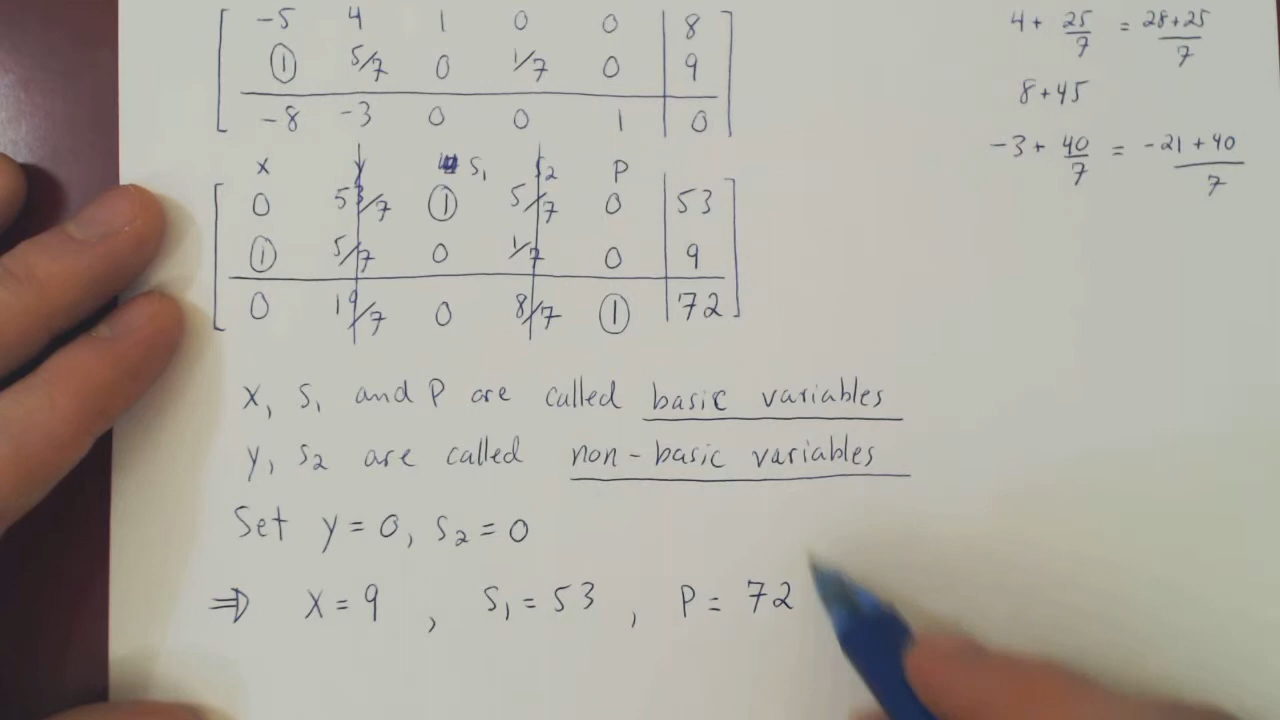 -5 4 1 0 0 8
1 5/7 0 1/7 0 9
-8 -3 0 0 1 0
x y S1 S2 P
0 53/7 1 5/7 0 53
1 5/7 0 1/7 0 9
0 19/7 0 8/7 1 72
x, S1 and P are called basic variables
y, S2 are called non-basic variables
Set y = 0, S2 = 0
⇒ x = 9 , S1 = 53 , P = 72
4 + 25/7 = 28+25/7
8+45
-3 + 40/7 = -21 + 40/7